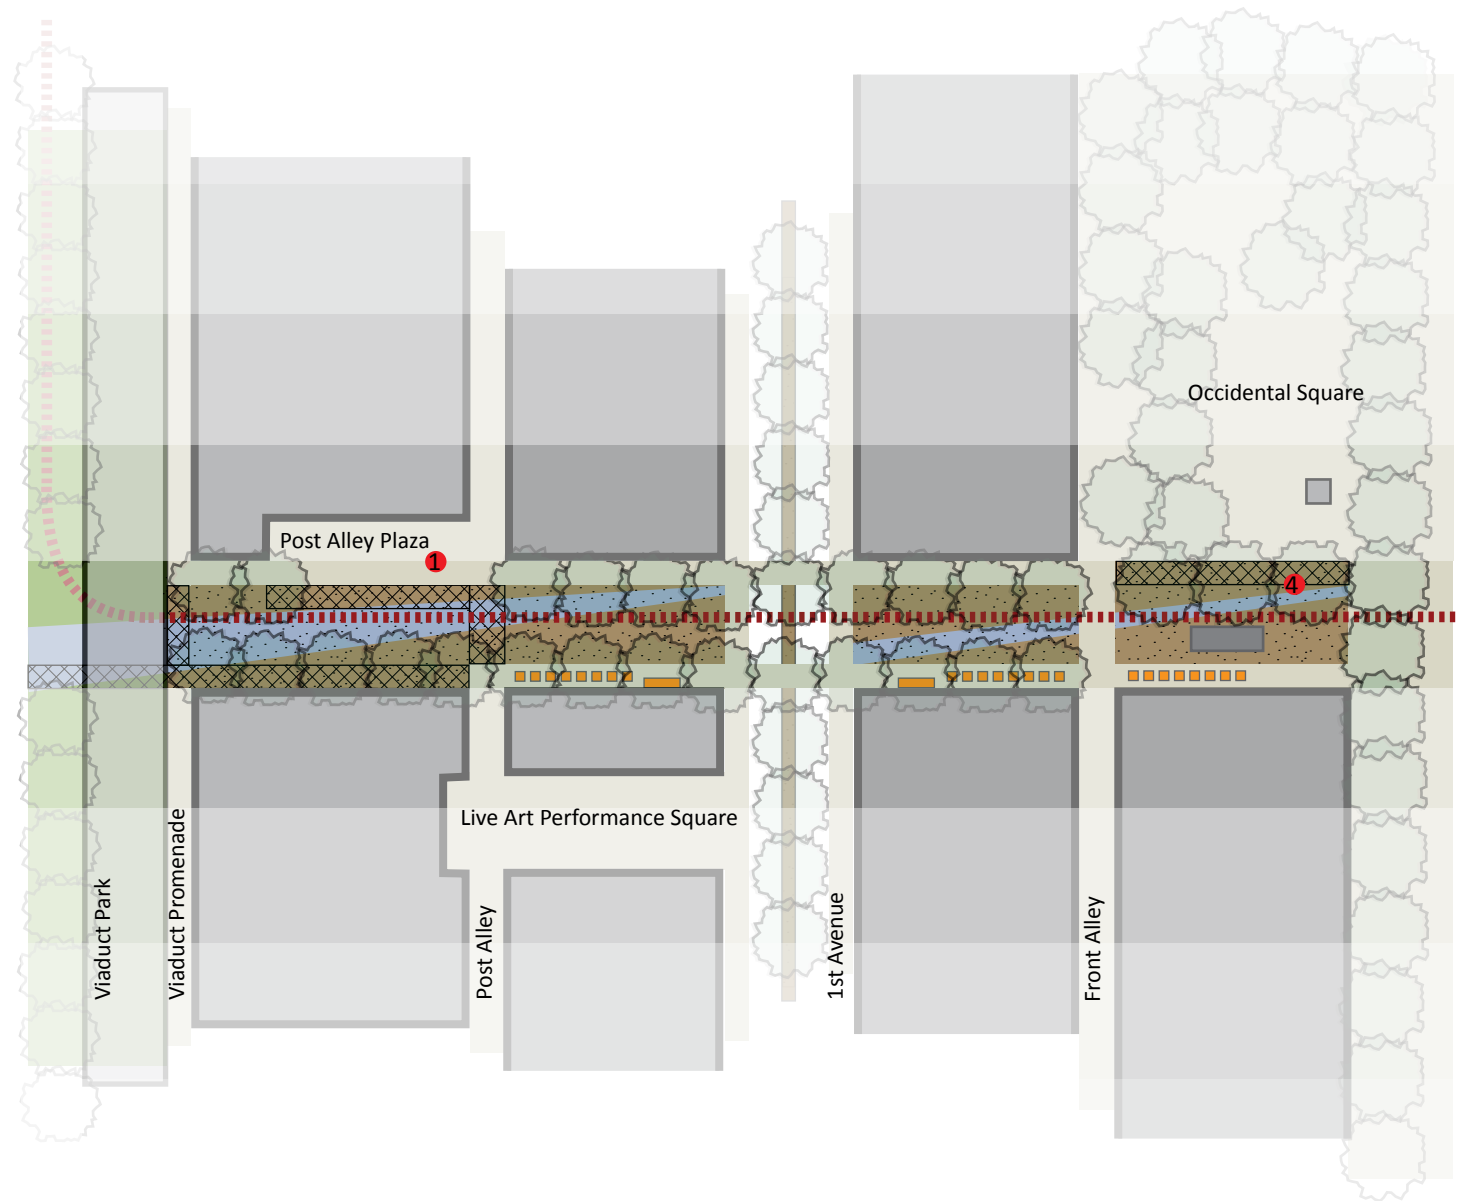 Occidental Square
Post Alley Plaza
1
4
Live Art Performance Square
Viaduct Park
Viaduct Promenade
Post Alley
1st Avenue
Front Alley